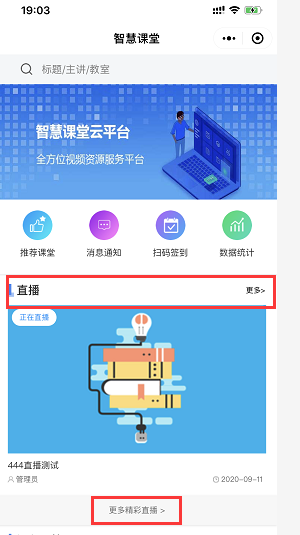 19:03
智慧课堂
标题/主讲/教室
智慧课堂云平台
全方位视频资源服务平台
推荐课堂 消息通知 扫码签到 数据统计
直播 更多>
正在直播
444直播测试
管理员 2020-09-11
更多精彩直播 >